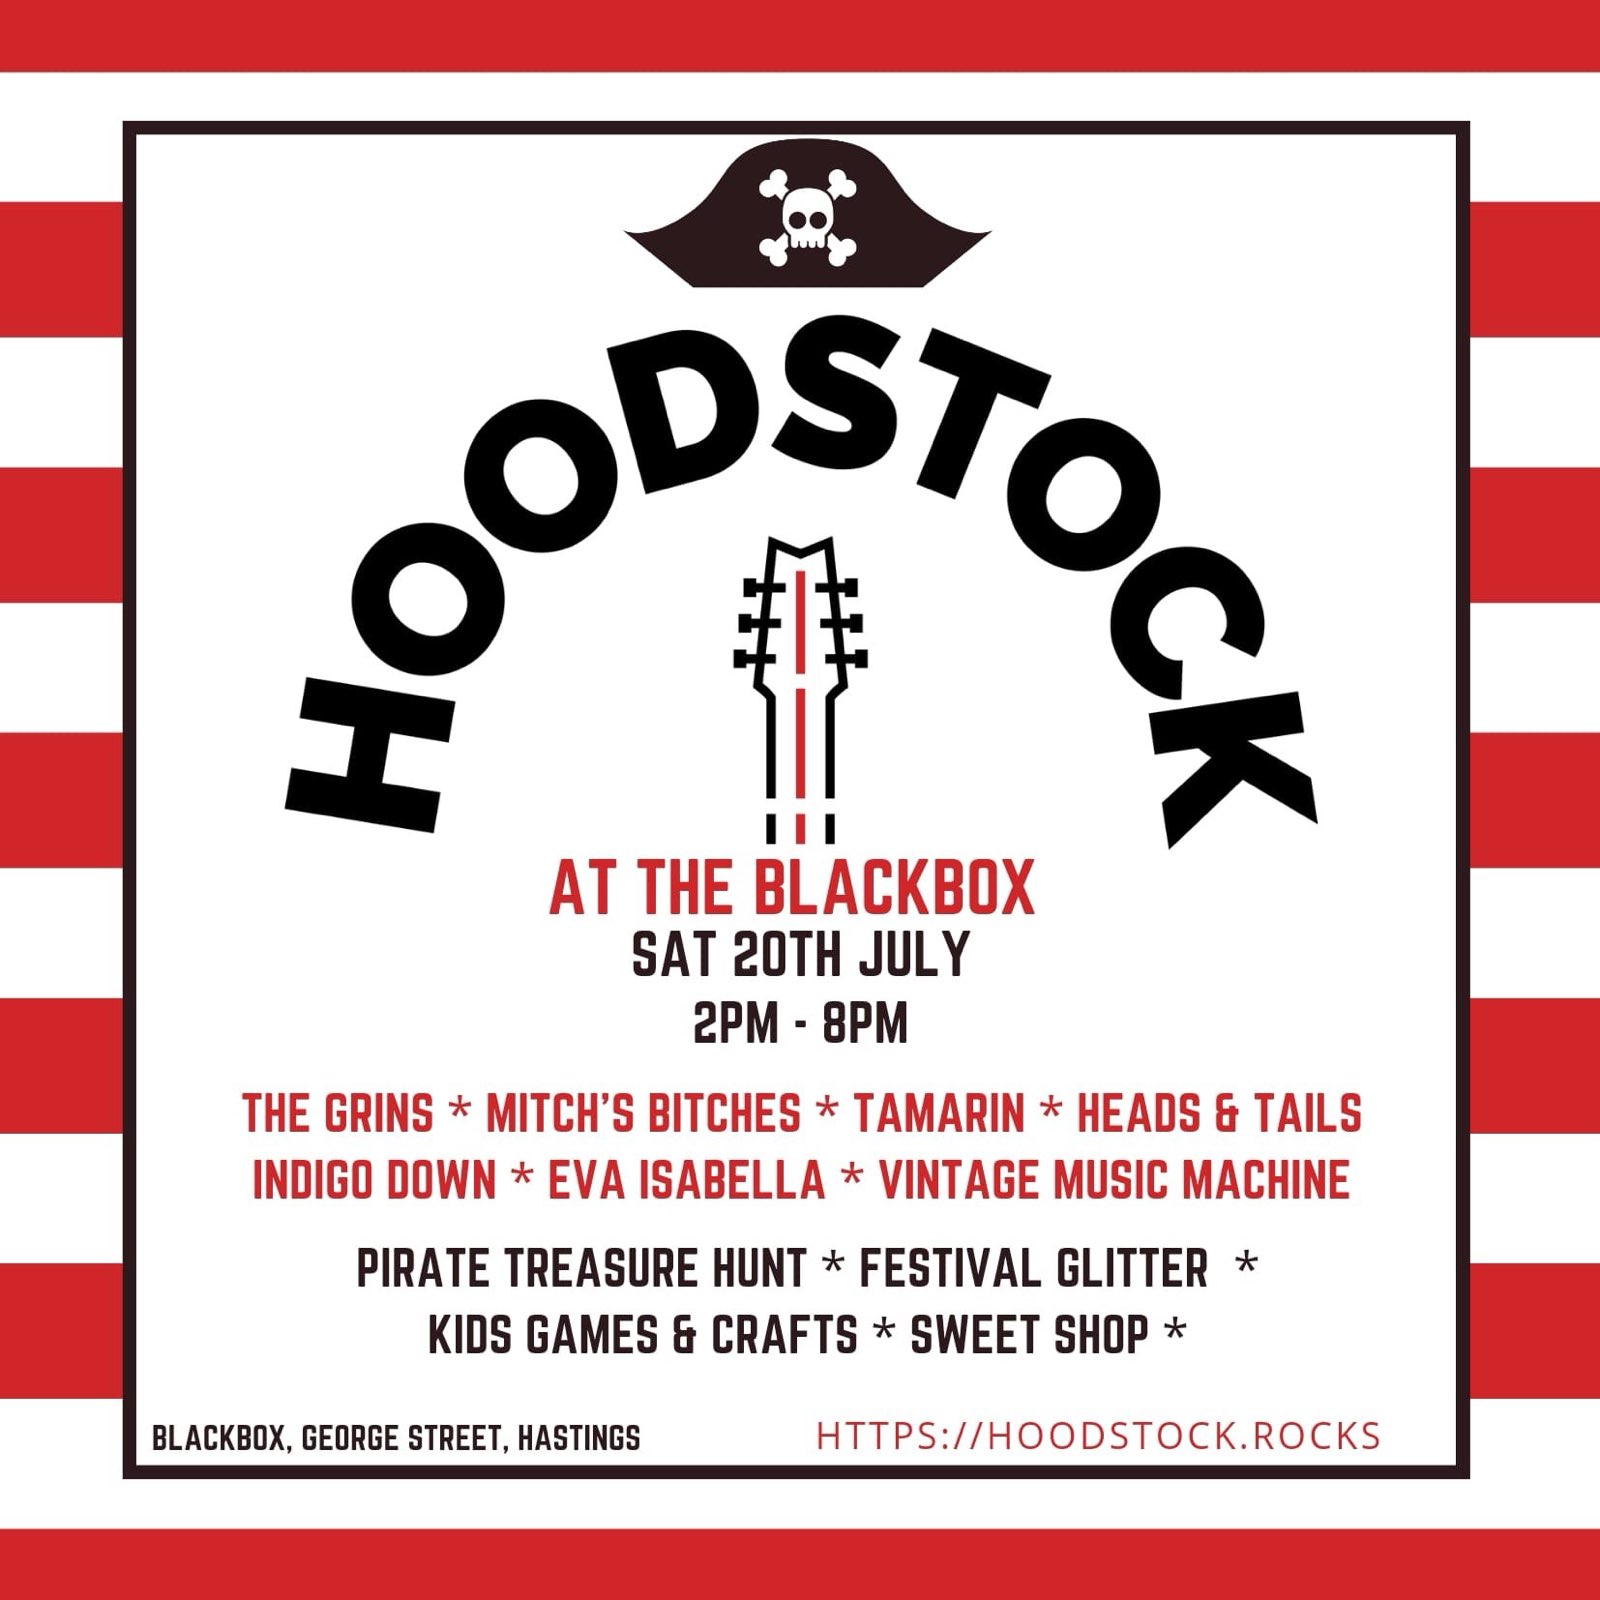 HOODSTOCK
AT THE BLACKBOX
SAT 20TH JULY
2PM - 8PM
THE GRINS * MITCH'S BITCHES * TAMARIN * HEADS & TAILS
INDIGO DOWN * EVA ISABELLA * VINTAGE MUSIC MACHINE
PIRATE TREASURE HUNT * FESTIVAL GLITTER *
KIDS GAMES & CRAFTS * SWEET SHOP *
BLACKBOX, GEORGE STREET, HASTINGS
HTTPS://HOODSTOCK.ROCKS